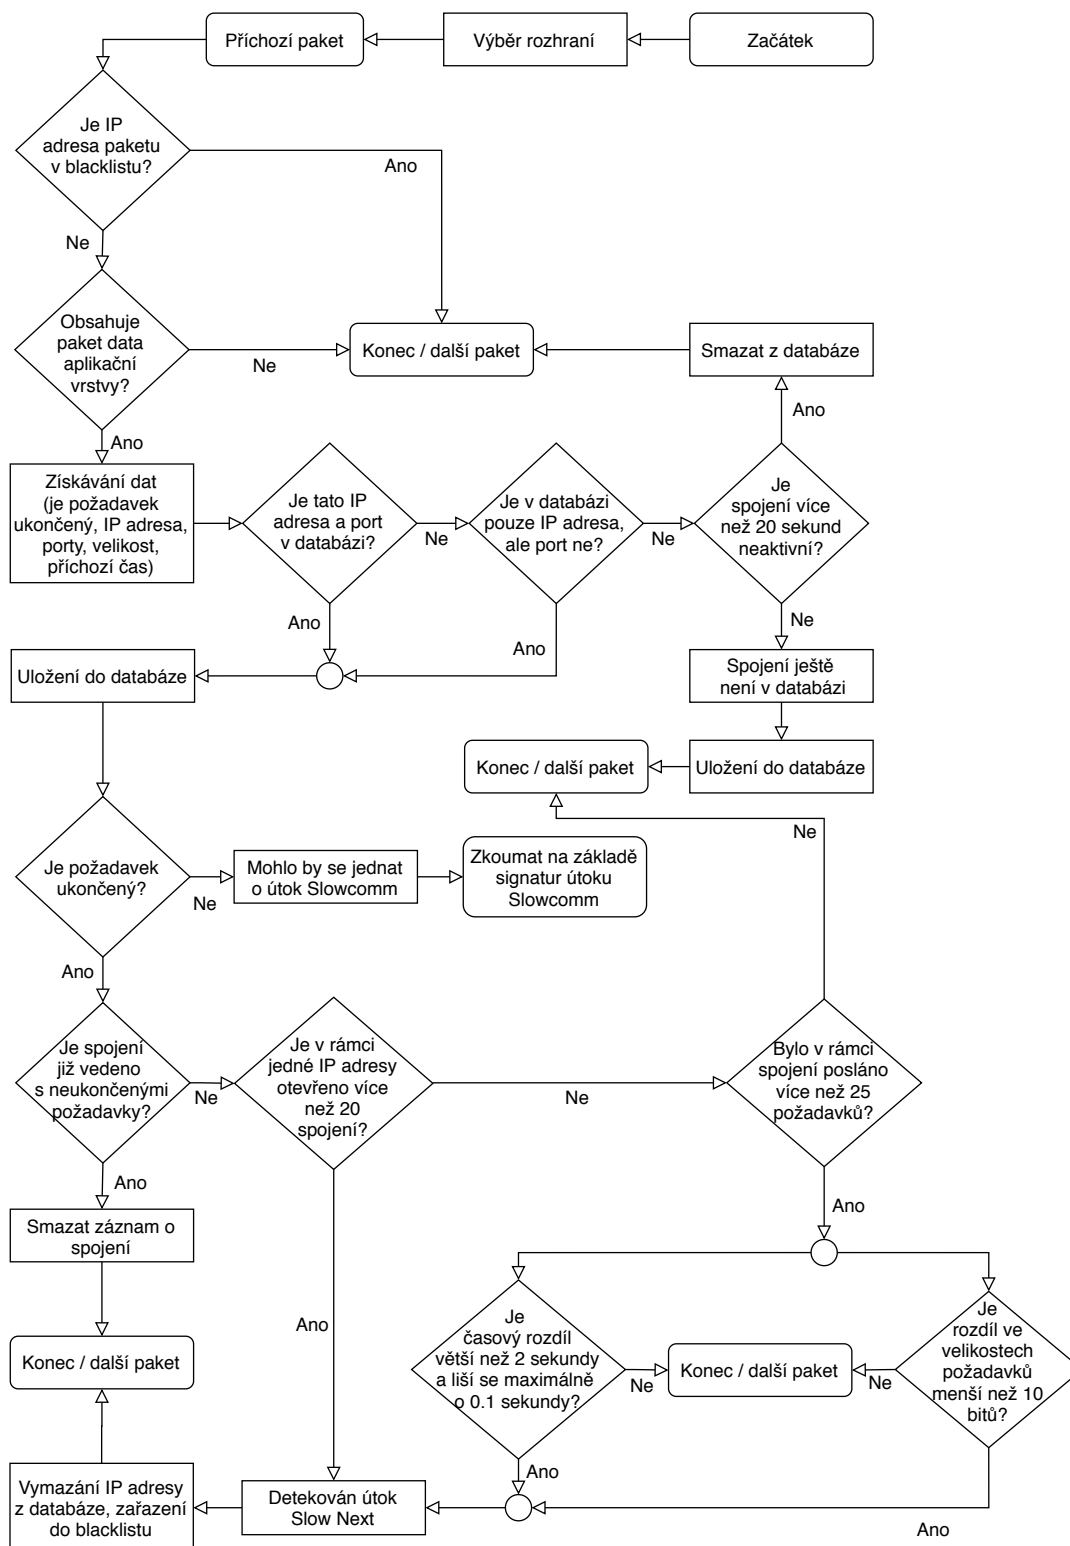 Příchozí paket
Výběr rozhraní
Začátek
Je IP
adresa paketu
v blacklistu?
Ano
Ne
Obsahuje
paket data
aplikační
vrstvy?
Ne
Konec / další paket
Smazat z databáze
Ano
Ano
Získávání dat
(je požadavek
ukončený, IP adresa,
porty, velikost,
příchozí čas)
Je tato IP
adresa a port
v databázi?
Ne
Je v databázi
pouze IP adresa,
ale port ne?
Ne
Je
spojení více
než 20 sekund
neaktivní?
Ano
Ano
Ne
Uložení do databáze
Spojení ještě
není v databázi
Konec / další paket
Uložení do databáze
Ne
Je požadavek
ukončený?
Ne
Mohlo by se jednat
o útok Slowcomm
Zkoumat na základě
signatur útoku
Slowcomm
Ano
Je spojení
již vedeno
s neukončenými
požadavky?
Ne
Je v rámci
jedné IP adresy
otevřeno více
než 20
spojení?
Ne
Bylo v rámci
spojení posláno
více než 25
požadavků?
Ano
Ano
Smazat záznam o
spojení
Ano
Konec / další paket
Je
časový rozdíl
větší než 2 sekundy
a liší se maximálně
o 0.1 sekundy?
Ne
Konec / další paket
Ne
Je
rozdíl ve
velikostech
požadavků
menší než 10
bitů?
Ano
Vymazání IP adresy
z databáze, zařazení
do blacklistu
Detekován útok
Slow Next
Ano